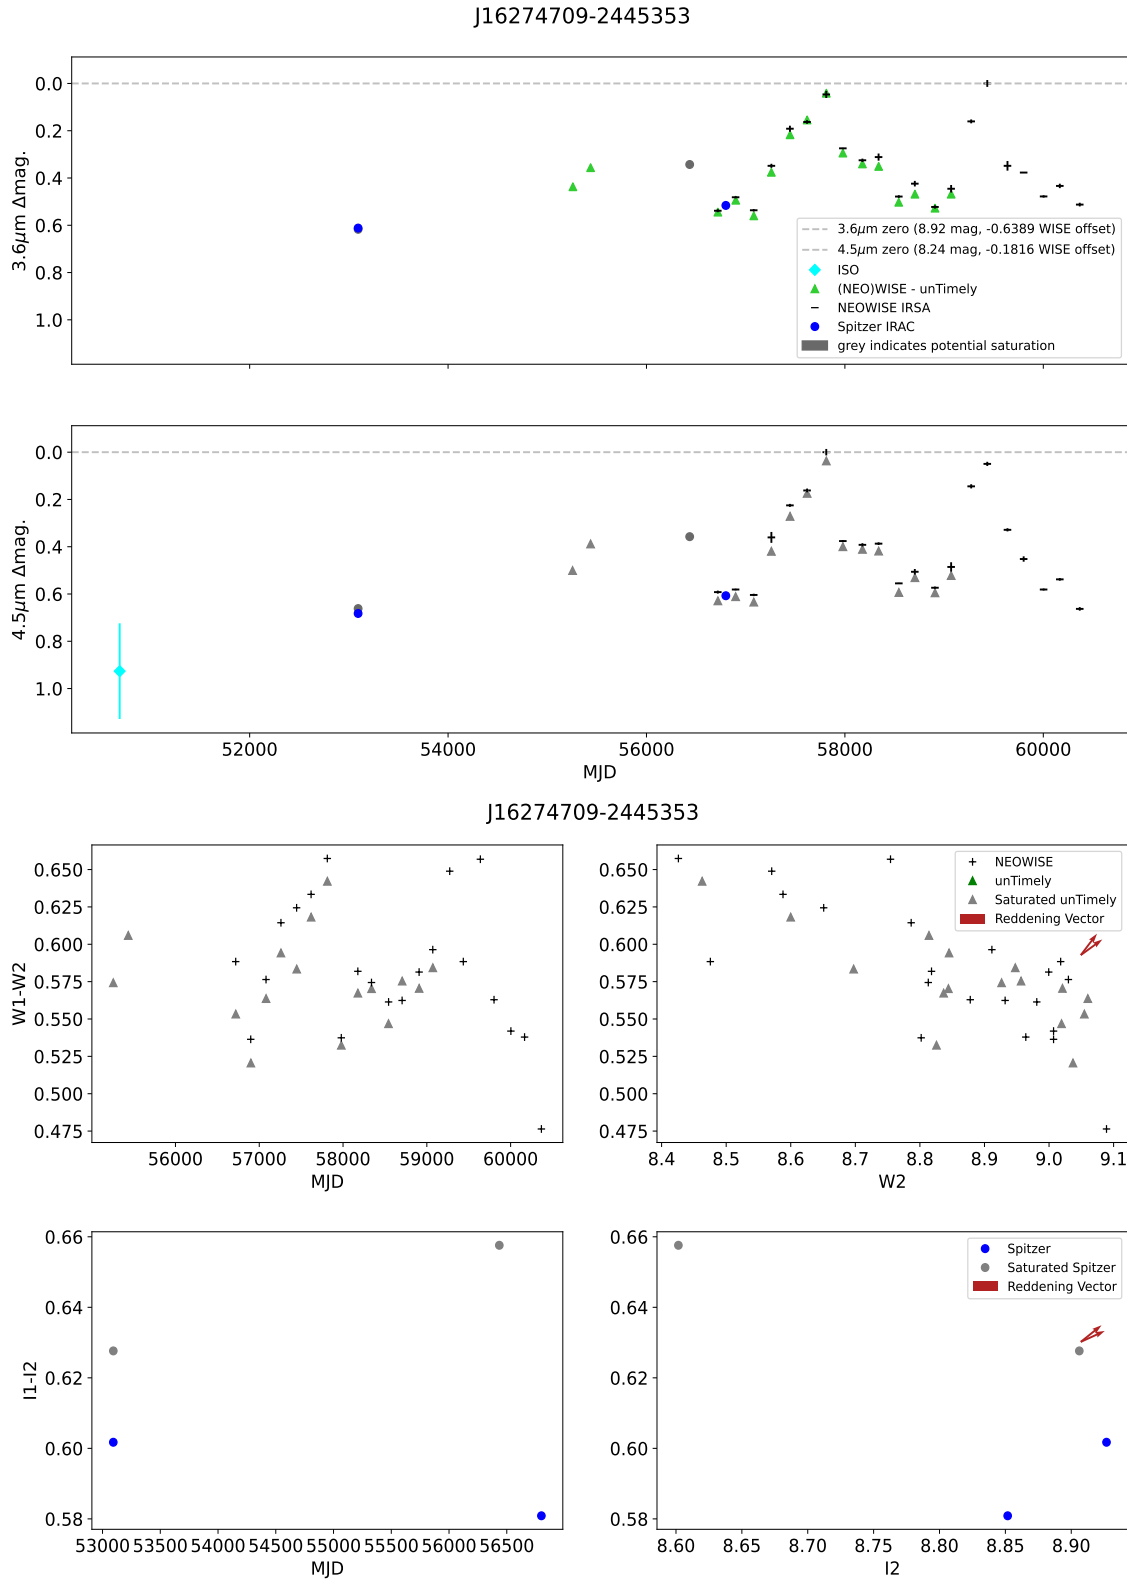 J16274709-2445353
0.0
0.2
0.4
0.6
0.8
1.0
3.6μm Δmag.
3.6μm zero (8.92 mag, -0.6389 WISE offset)
4.5μm zero (8.24 mag, -0.1816 WISE offset)
ISO
(NEO)WISE - unTimely
NEOWISE IRSA
Spitzer IRAC
grey indicates potential saturation
0.0
0.2
0.4
0.6
0.8
1.0
4.5μm Δmag.
52000 54000 56000 58000 60000
MJD
J16274709-2445353
0.650
0.625
0.600
0.575
0.550
0.525
0.500
0.475
W1-W2
56000 57000 58000 59000 60000
MJD
0.650
0.625
0.600
0.575
0.550
0.525
0.500
0.475
NEOWISE
unTimely
Saturated unTimely
Reddening Vector
8.4 8.5 8.6 8.7 8.8 8.9 9.0 9.1
W2
0.66
0.64
0.62
0.60
0.58
I1-I2
53000 53500 54000 54500 55000 55500 56000 56500
MJD
0.66
0.64
0.62
0.60
0.58
Spitzer
Saturated Spitzer
Reddening Vector
8.60 8.65 8.70 8.75 8.80 8.85 8.90
I2